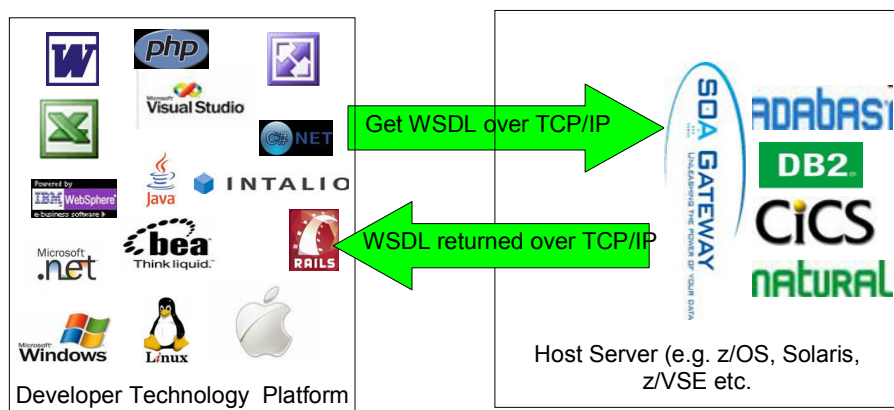 W
php
Microsoft
Visual Studio
X
C# NET
Powered by
IBM WebSphere
e-business software
Java
INTALIO
Microsoft
.net
bea
Think liquid.™
RAILS
Microsoft
Windows
Linux
Developer Technology Platform
Get WSDL over TCP/IP
WSDL returned over TCP/IP
SOA GATEWAY
UNLEASHING THE POWER OF YOUR DATA
ADABAS
DB2
CiCS
NATURAL
Host Server (e.g. z/OS, Solaris,
z/VSE etc.